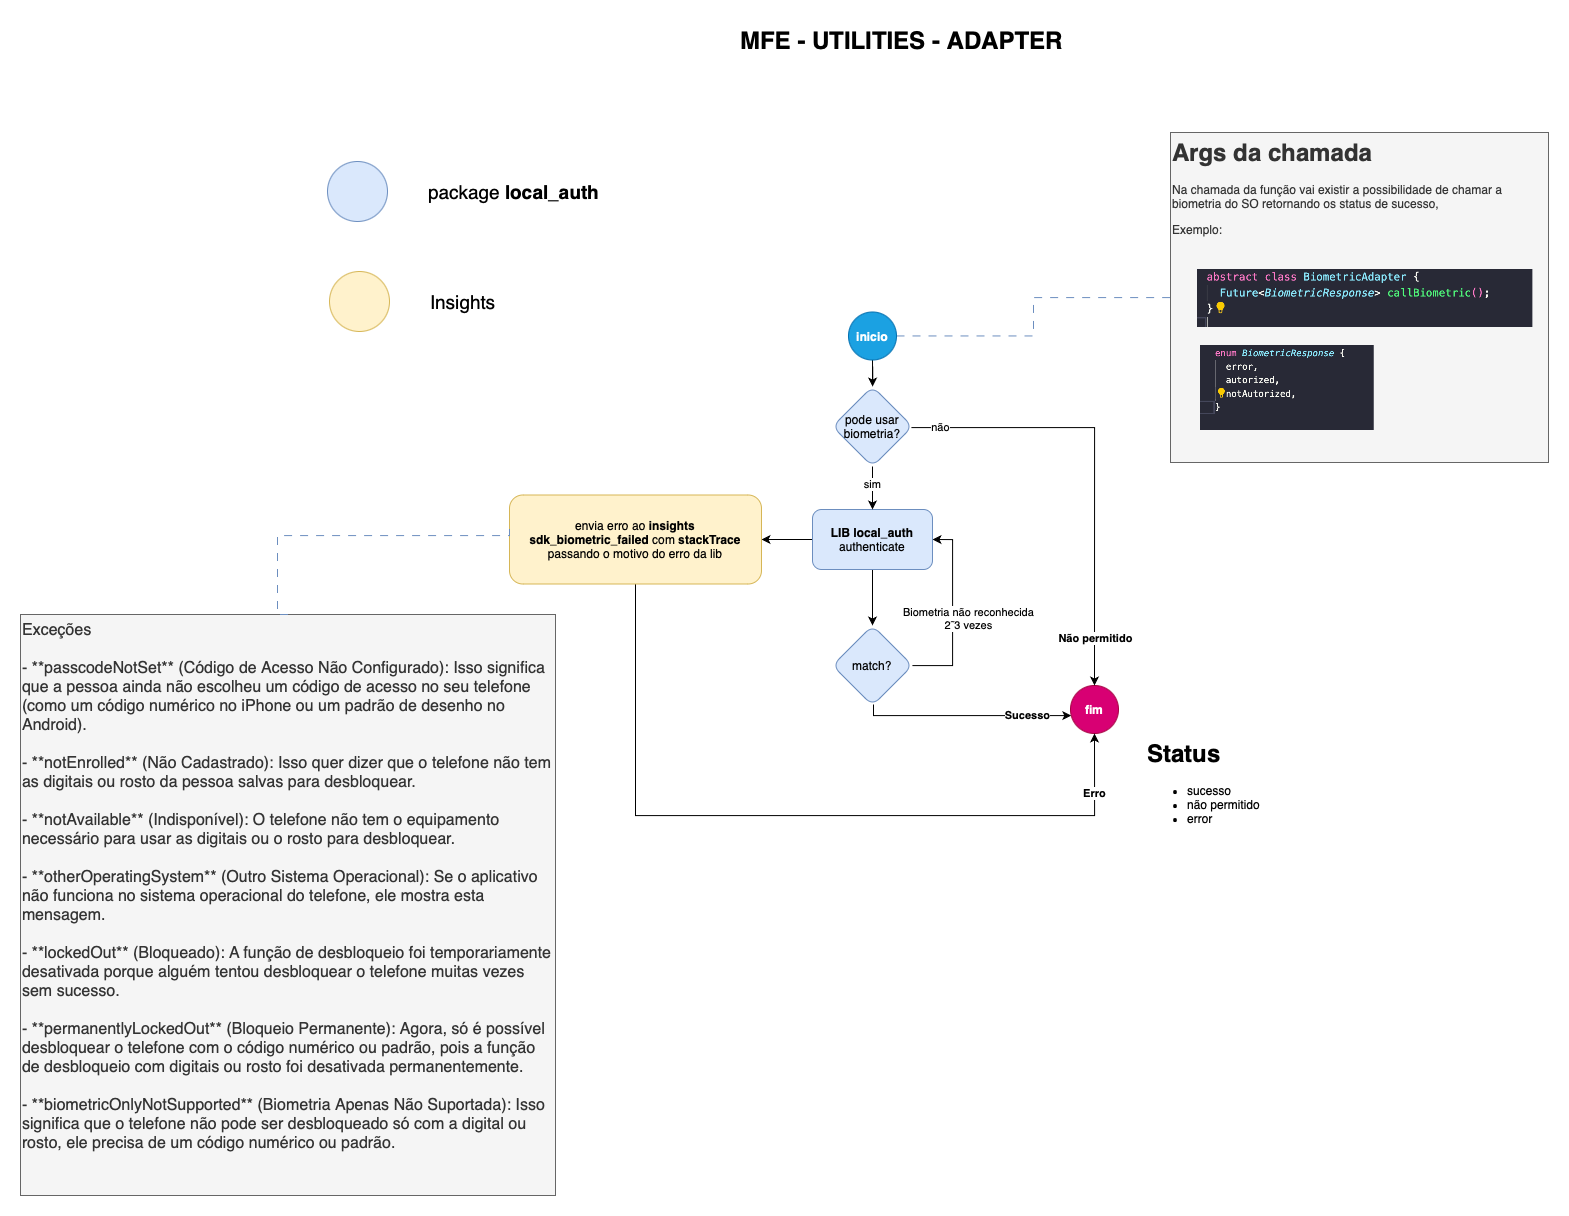 MFE - UTILITIES - ADAPTER
package local_auth
Insights
Args da chamada
Na chamada da função vai existir a possibilidade de chamar a
biometria do SO retornando os status de sucesso,
Exemplo:
abstract class BiometricAdapter {
Future<BiometricResponse> callBiometric();
}
enum BiometricResponse {
error,
autorized,
notAutorized,
}
inicio
pode usar
biometria?
não
sim
LIB local_auth
authenticate
envia erro ao insights
sdk_biometric_failed com stackTrace
passando o motivo do erro da lib
Biometria não reconhecida
2~3 vezes
match?
Não permitido
Sucesso
fim
Erro
Status
• sucesso
• não permitido
• error
Exceções
- **passcodeNotSet** (Código de Acesso Não Configurado): Isso significa
que a pessoa ainda não escolheu um código de acesso no seu telefone
(como um código numérico no iPhone ou um padrão de desenho no
Android).
- **notEnrolled** (Não Cadastrado): Isso quer dizer que o telefone não tem
as digitais ou rosto da pessoa salvas para desbloquear.
- **notAvailable** (Indisponível): O telefone não tem o equipamento
necessário para usar as digitais ou o rosto para desbloquear.
- **otherOperatingSystem** (Outro Sistema Operacional): Se o aplicativo
não funciona no sistema operacional do telefone, ele mostra esta
mensagem.
- **lockedOut** (Bloqueado): A função de desbloqueio foi temporariamente
desativada porque alguém tentou desbloquear o telefone muitas vezes
sem sucesso.
- **permanentlyLockedOut** (Bloqueio Permanente): Agora, só é possível
desbloquear o telefone com o código numérico ou padrão, pois a função
de desbloqueio com digitais ou rosto foi desativada permanentemente.
- **biometricOnlyNotSupported** (Biometria Apenas Não Suportada): Isso
significa que o telefone não pode ser desbloqueado só com a digital ou
rosto, ele precisa de um código numérico ou padrão.